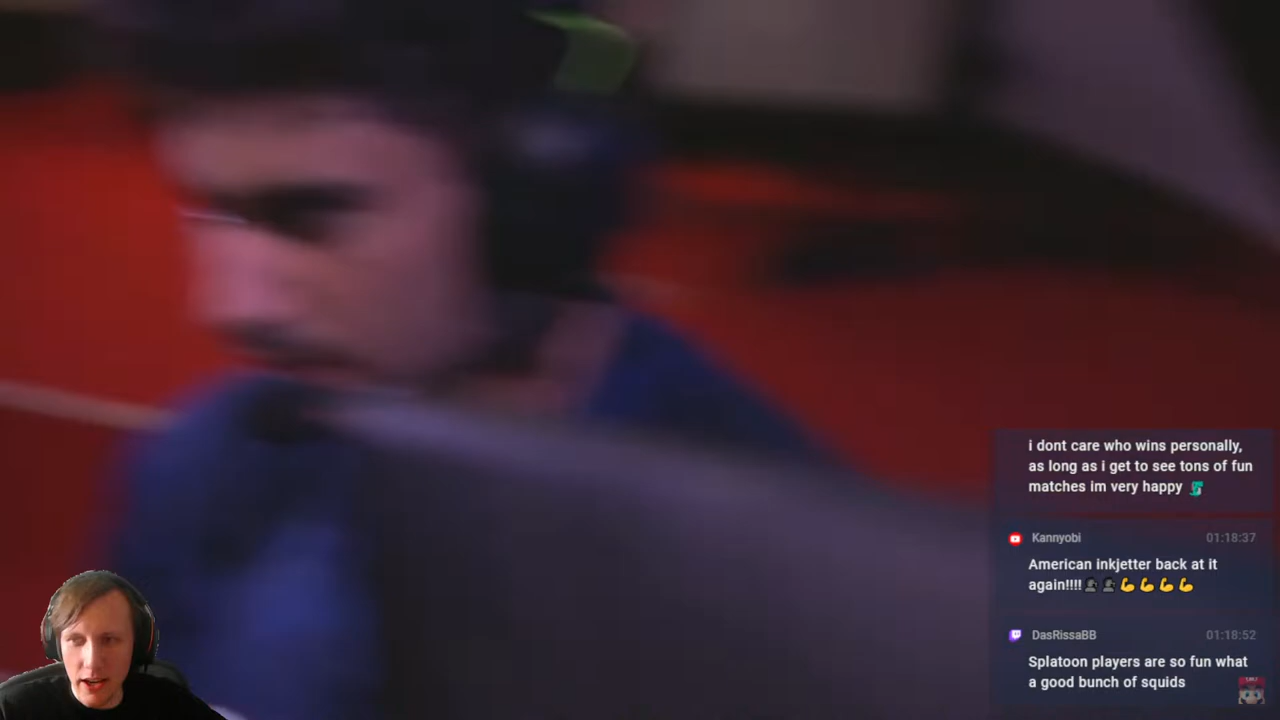 i dont care who wins personally,
as long as i get to see tons of fun
matches im very happy
Kannyobi 01:18:37
American inkjetter back at it
again!!!!🗣🗣💪💪💪💪
DasRissaBB 01:18:52
Splatoon players are so fun what
a good bunch of squids